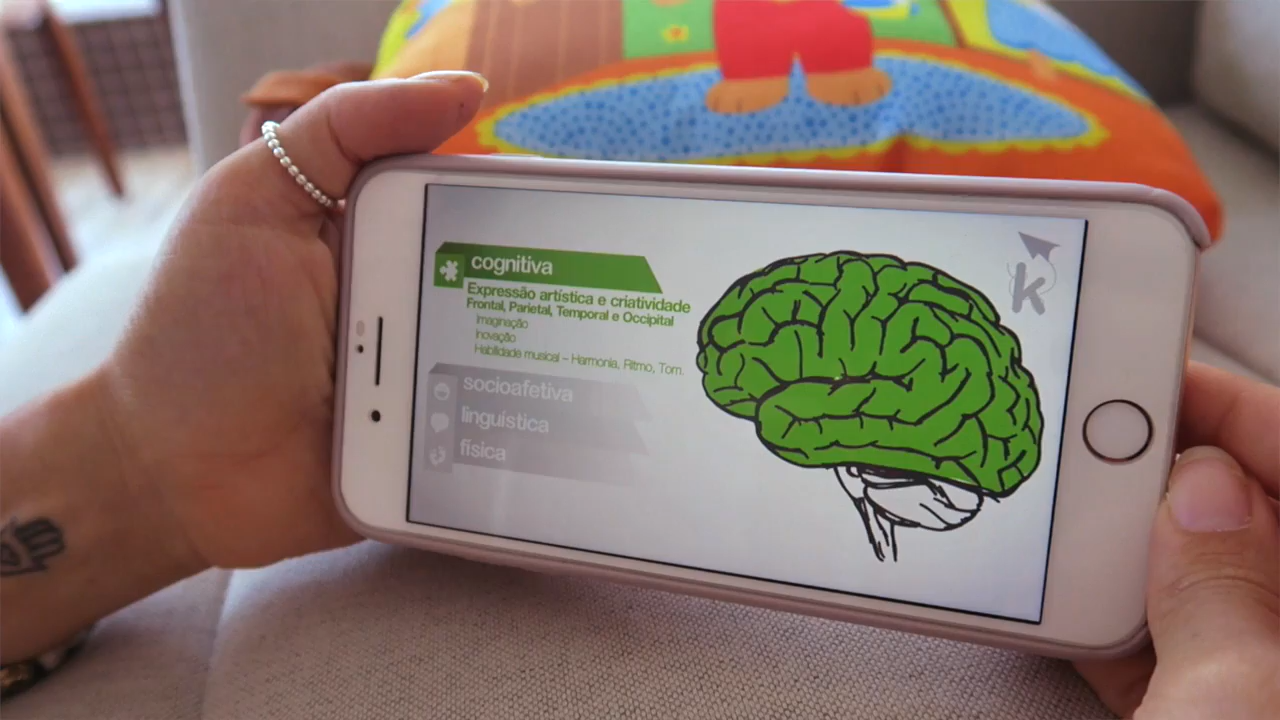 cognitiva
Expressão artística e criatividade
Frontal, Parietal, Temporal e Occipital
Imaginação
Inovação
Habilidade musical – Harmonia, Ritmo, Tom.
socioafetiva
linguística
física
k